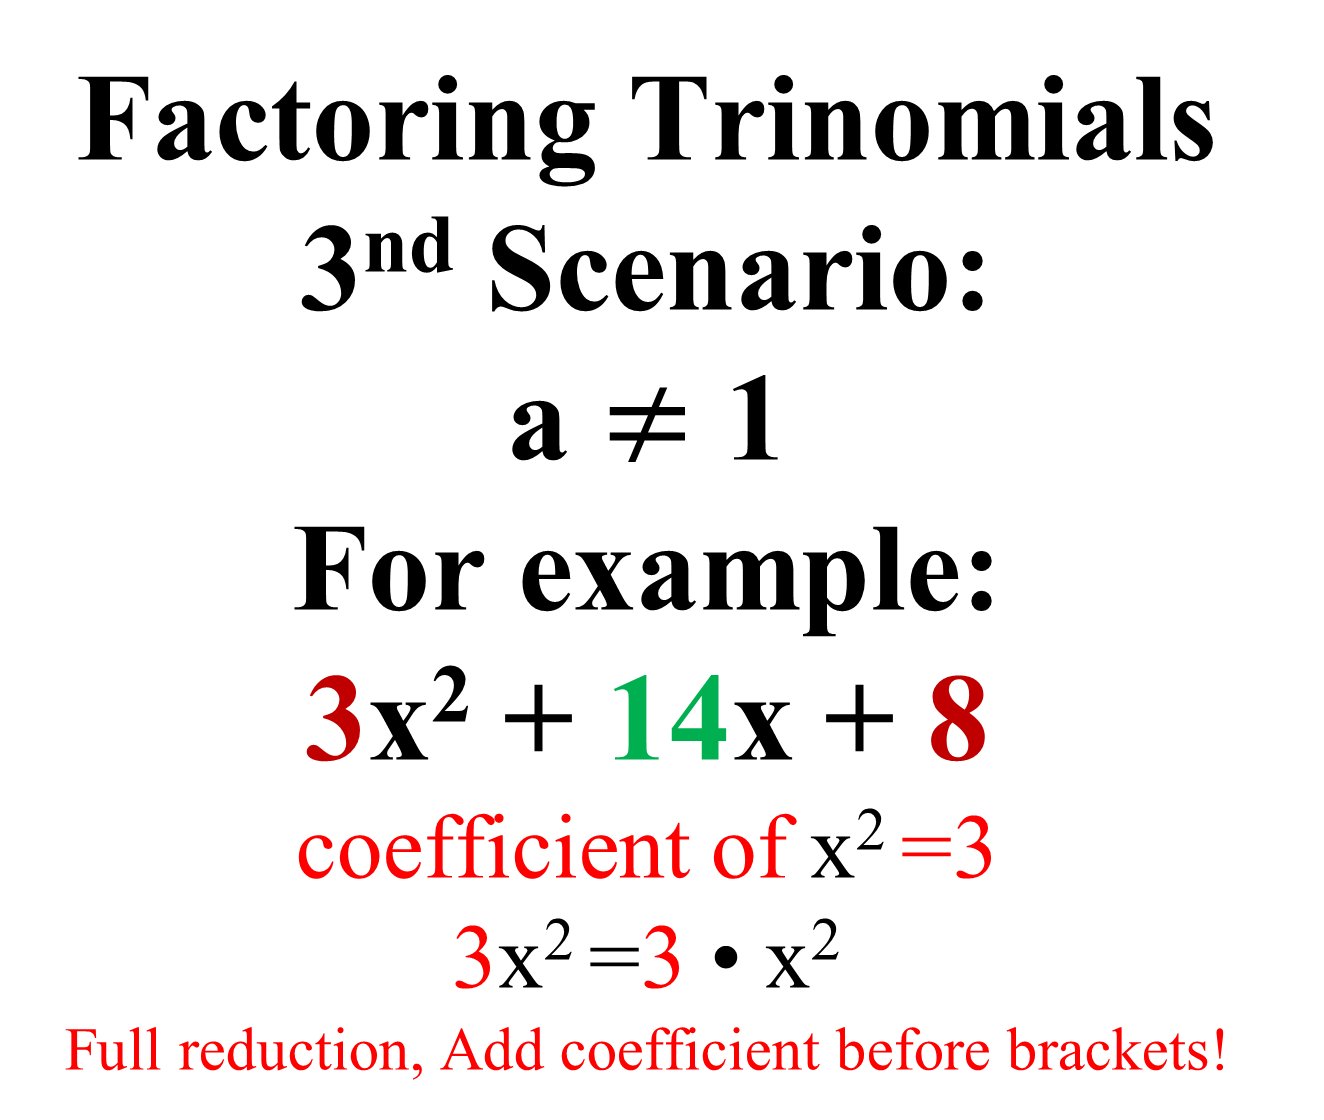 Factoring Trinomials
3nd Scenario:
a ≠ 1
For example:
3x² + 14x + 8
coefficient of x² =3
3x² =3 • x²
Full reduction, Add coefficient before brackets!